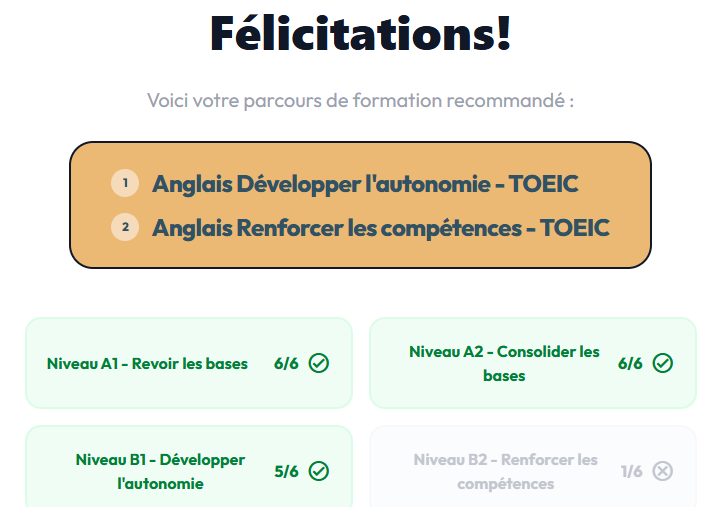 Félicitations!
Voici votre parcours de formation recommandé :
1 Anglais Développer l'autonomie - TOEIC
2 Anglais Renforcer les compétences - TOEIC
Niveau A1 - Revoir les bases 6/6
Niveau A2 - Consolider les
bases 6/6
Niveau B1 - Développer
l'autonomie 5/6
Niveau B2 - Renforcer les
compétences 1/6